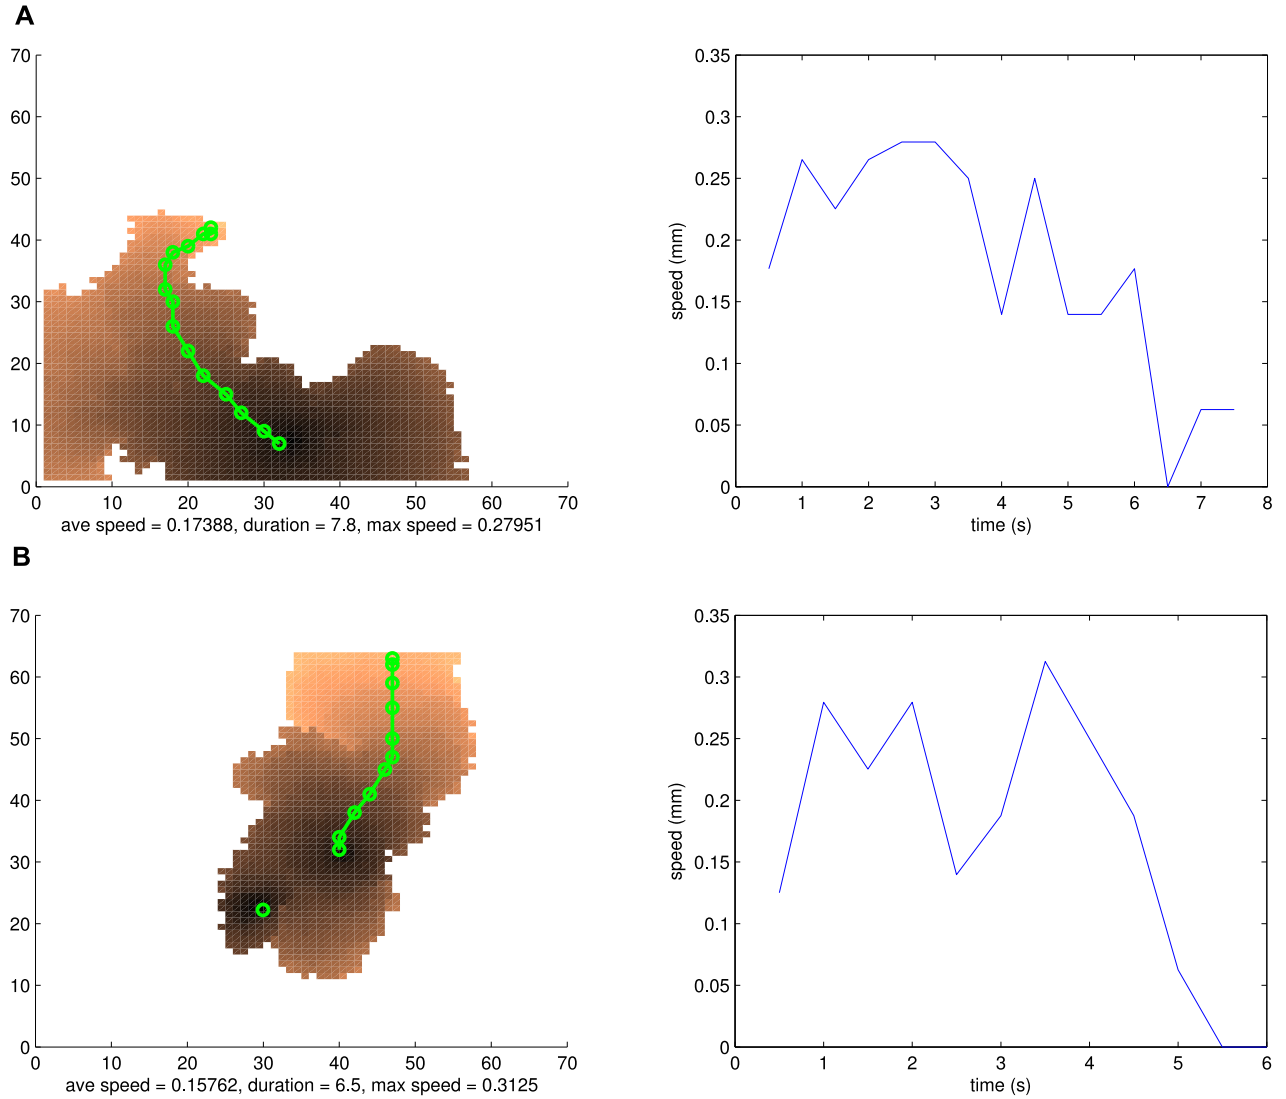 A
70
60
50
40
30
20
10
0
0 10 20 30 40 50 60 70
ave speed = 0.17388, duration = 7.8, max speed = 0.27951
0.35
0.3
0.25
0.2
0.15
0.1
0.05
0
speed (mm)
0 1 2 3 4 5 6 7 8
time (s)
B
70
60
50
40
30
20
10
0
0 10 20 30 40 50 60 70
ave speed = 0.15762, duration = 6.5, max speed = 0.3125
0.35
0.3
0.25
0.2
0.15
0.1
0.05
0
speed (mm)
0 1 2 3 4 5 6
time (s)